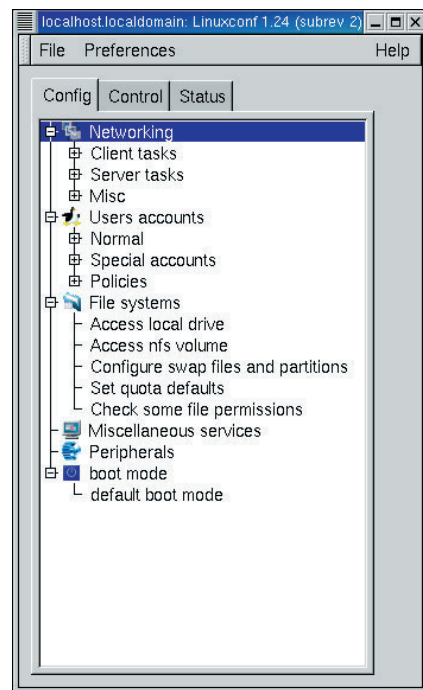 localhost.localdomain: Linuxconf 1.24 (subrev 2)
File Preferences Help
Config Control Status
Networking
Client tasks
Server tasks
Misc
Users accounts
Normal
Special accounts
Policies
File systems
Access local drive
Access nfs volume
Configure swap files and partitions
Set quota defaults
Check some file permissions
Miscellaneous services
Peripherals
boot mode
default boot mode